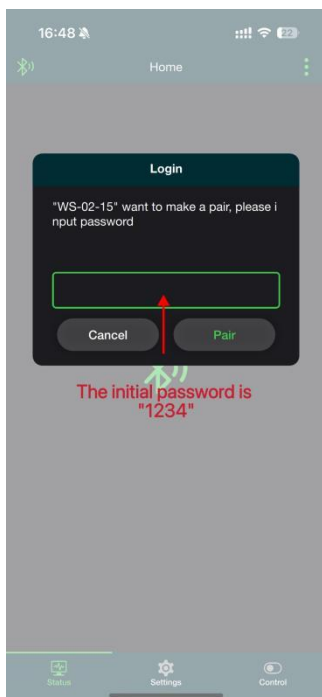 16:48
22
Home
Login
"WS-02-15" want to make a pair, please i
nput password
Cancel
Pair
The initial password is
"1234"
Status
Settings
Control